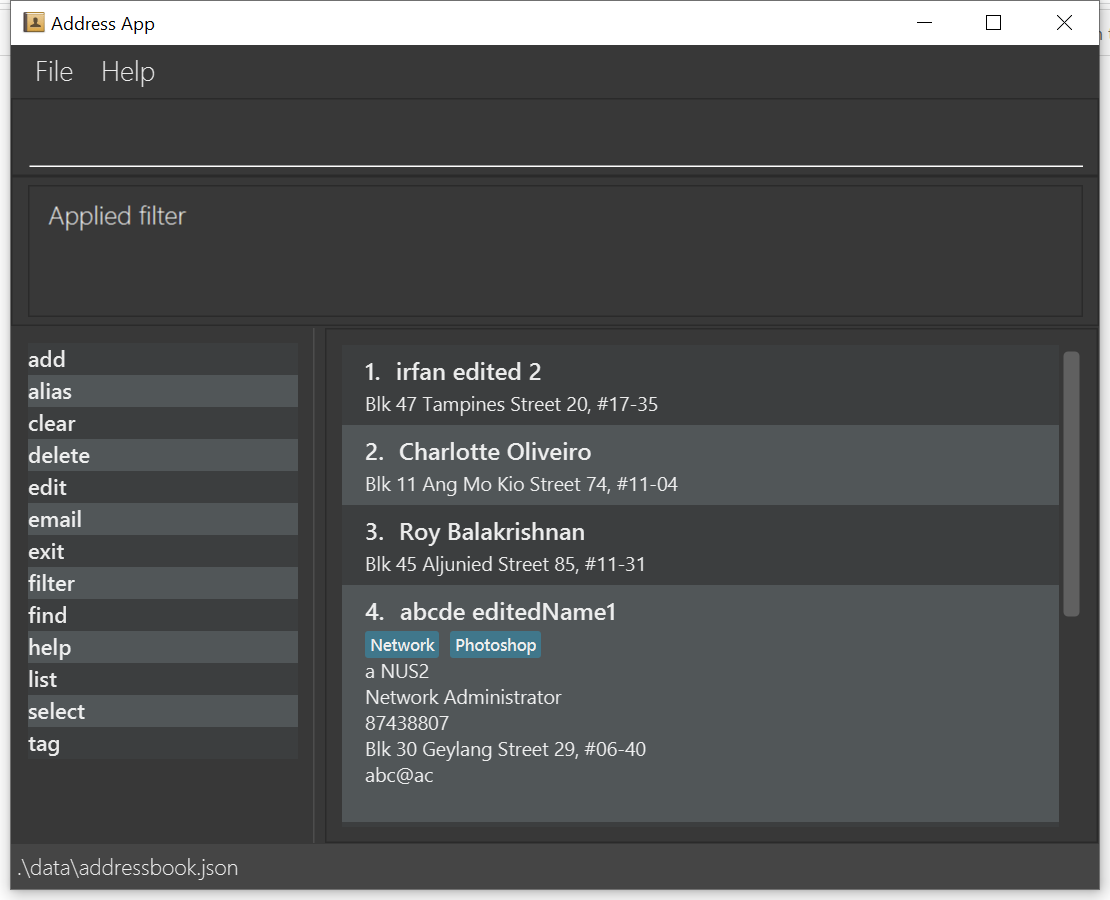 Address App
File Help
Applied filter
add
alias
clear
delete
edit
email
exit
filter
find
help
list
select
tag
1. irfan edited 2
Blk 47 Tampines Street 20, #17-35
2. Charlotte Oliveiro
Blk 11 Ang Mo Kio Street 74, #11-04
3. Roy Balakrishnan
Blk 45 Aljunied Street 85, #11-31
4. abcde editedName1
Network Photoshop
a NUS2
Network Administrator
87438807
Blk 30 Geylang Street 29, #06-40
abc@ac
.\data\addressbook.json